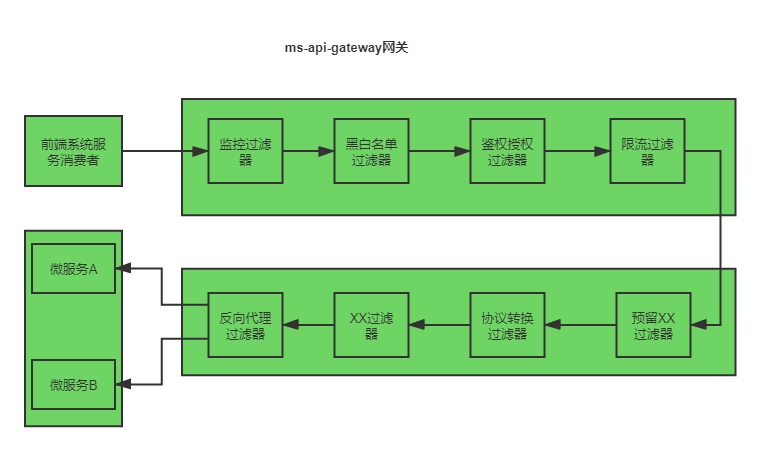 ms-api-gateway网关
前端系统服
务消费者
监控过滤
器
黑白名单
过滤器
鉴权授权
过滤器
限流过滤
器
微服务A
反向代理
过滤器
XX过滤
器
协议转换
过滤器
预留XX
过滤器
微服务B